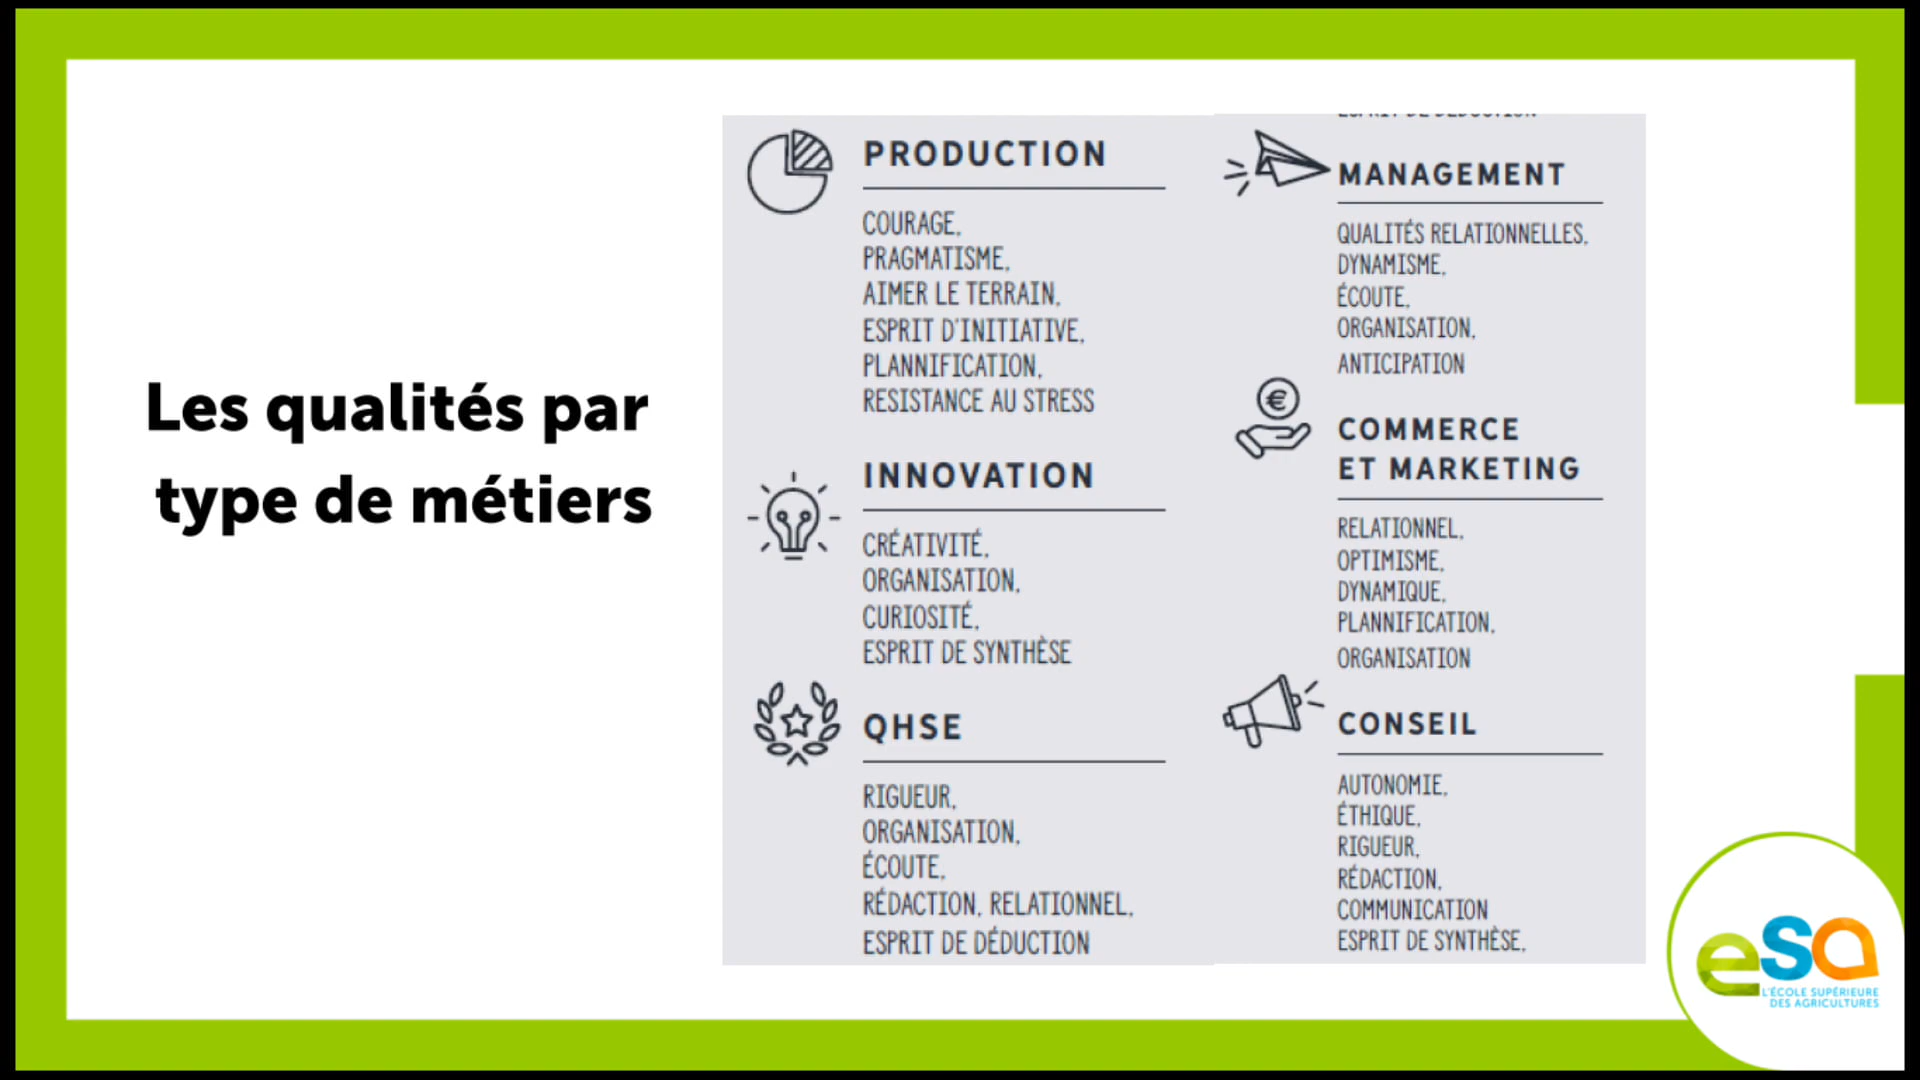 Les qualités par
type de métiers
PRODUCTION
COURAGE,
PRAGMATISME,
AIMER LE TERRAIN,
ESPRIT D'INITIATIVE,
PLANNIFICATION,
RESISTANCE AU STRESS
INNOVATION
CRÉATIVITÉ,
ORGANISATION,
CURIOSITÉ,
ESPRIT DE SYNTHÈSE
QHSE
RIGUEUR,
ORGANISATION,
ÉCOUTE,
RÉDACTION, RELATIONNEL,
ESPRIT DE DÉDUCTION
MANAGEMENT
QUALITÉS RELATIONNELLES,
DYNAMISME,
ÉCOUTE,
ORGANISATION,
ANTICIPATION
€
COMMERCE
ET MARKETING
RELATIONNEL,
OPTIMISME,
DYNAMIQUE,
PLANNIFICATION,
ORGANISATION
CONSEIL
AUTONOMIE,
ÉTHIQUE,
RIGUEUR,
RÉDACTION,
COMMUNICATION
ESPRIT DE SYNTHÈSE,
esa
L'ÉCOLE SUPÉRIEURE
DES AGRICULTURES